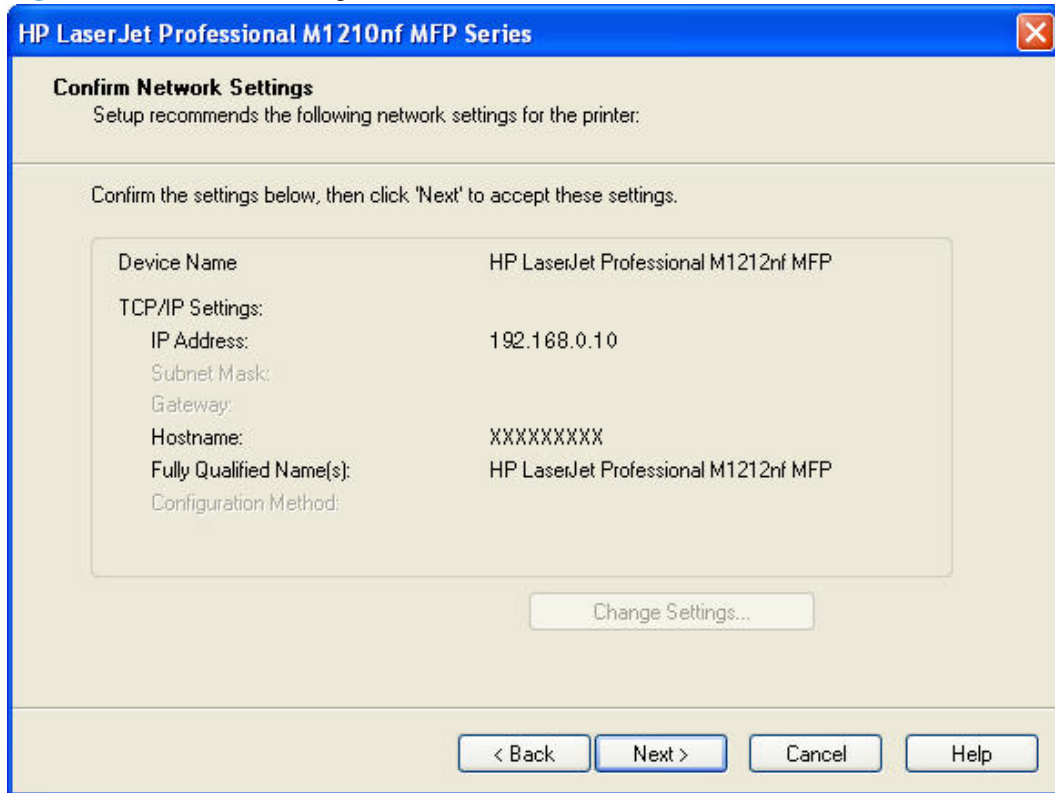 HP LaserJet Professional M1210nf MFP Series
Confirm Network Settings
Setup recommends the following network settings for the printer:
Confirm the settings below, then click 'Next' to accept these settings.
Device Name HP LaserJet Professional M1212nf MFP
TCP/IP Settings:
IP Address: 192.168.0.10
Subnet Mask:
Gateway:
Hostname: XXXXXXXXX
Fully Qualified Name(s): HP LaserJet Professional M1212nf MFP
Configuration Method:
Change Settings...
< Back Next > Cancel Help